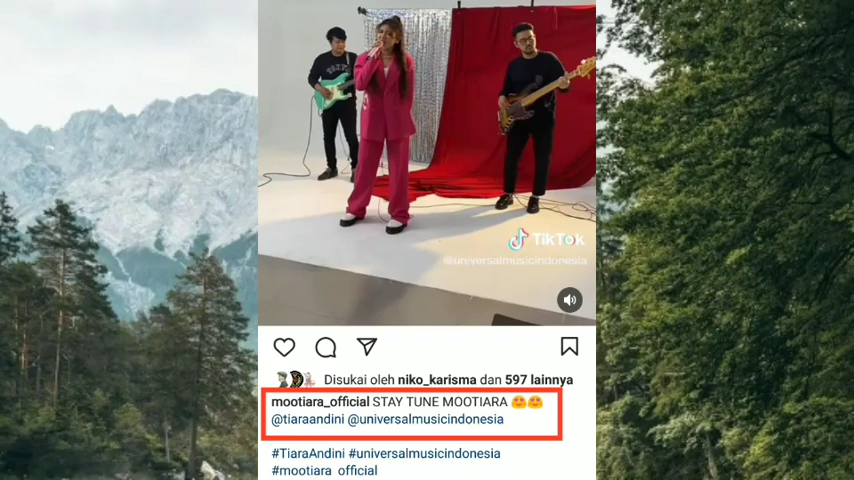 TikTok
@universalmusicindonesia
Disukai oleh niko_karisma dan 597 lainnya
mootiara_official STAY TUNE MOOTIARA 😍😍
@tiaraandini @universalmusicindonesia
#TiaraAndini #universalmusicindonesia
#mootiara_official